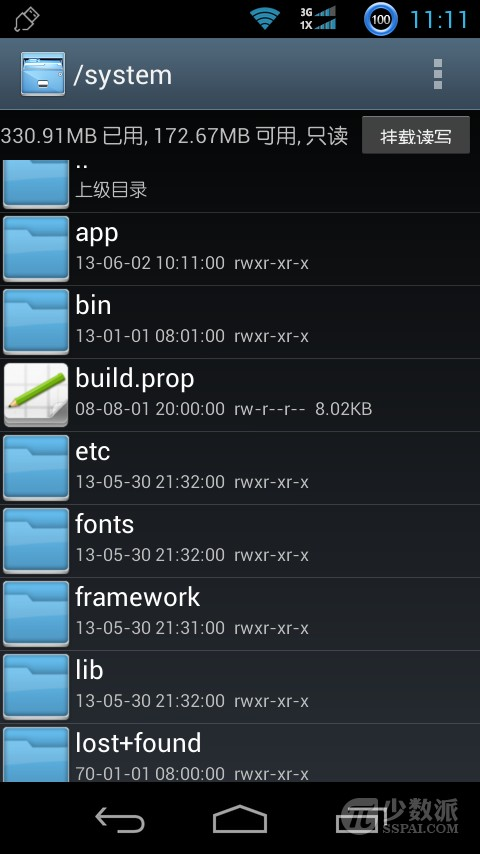 3G
1X
100
11:11
/system
330.91MB 已用, 172.67MB 可用, 只读
挂载读写
..
上级目录
app
13-06-02 10:11:00 rwxr-xr-x
bin
13-01-01 08:01:00 rwxr-xr-x
build.prop
08-08-01 20:00:00 rw-r--r-- 8.02KB
etc
13-05-30 21:32:00 rwxr-xr-x
fonts
13-05-30 21:32:00 rwxr-xr-x
framework
13-05-30 21:31:00 rwxr-xr-x
lib
13-05-30 21:32:00 rwxr-xr-x
lost+found
70-01-01 08:00:00 rwxr-xr-x
少数派
SSPAI.COM